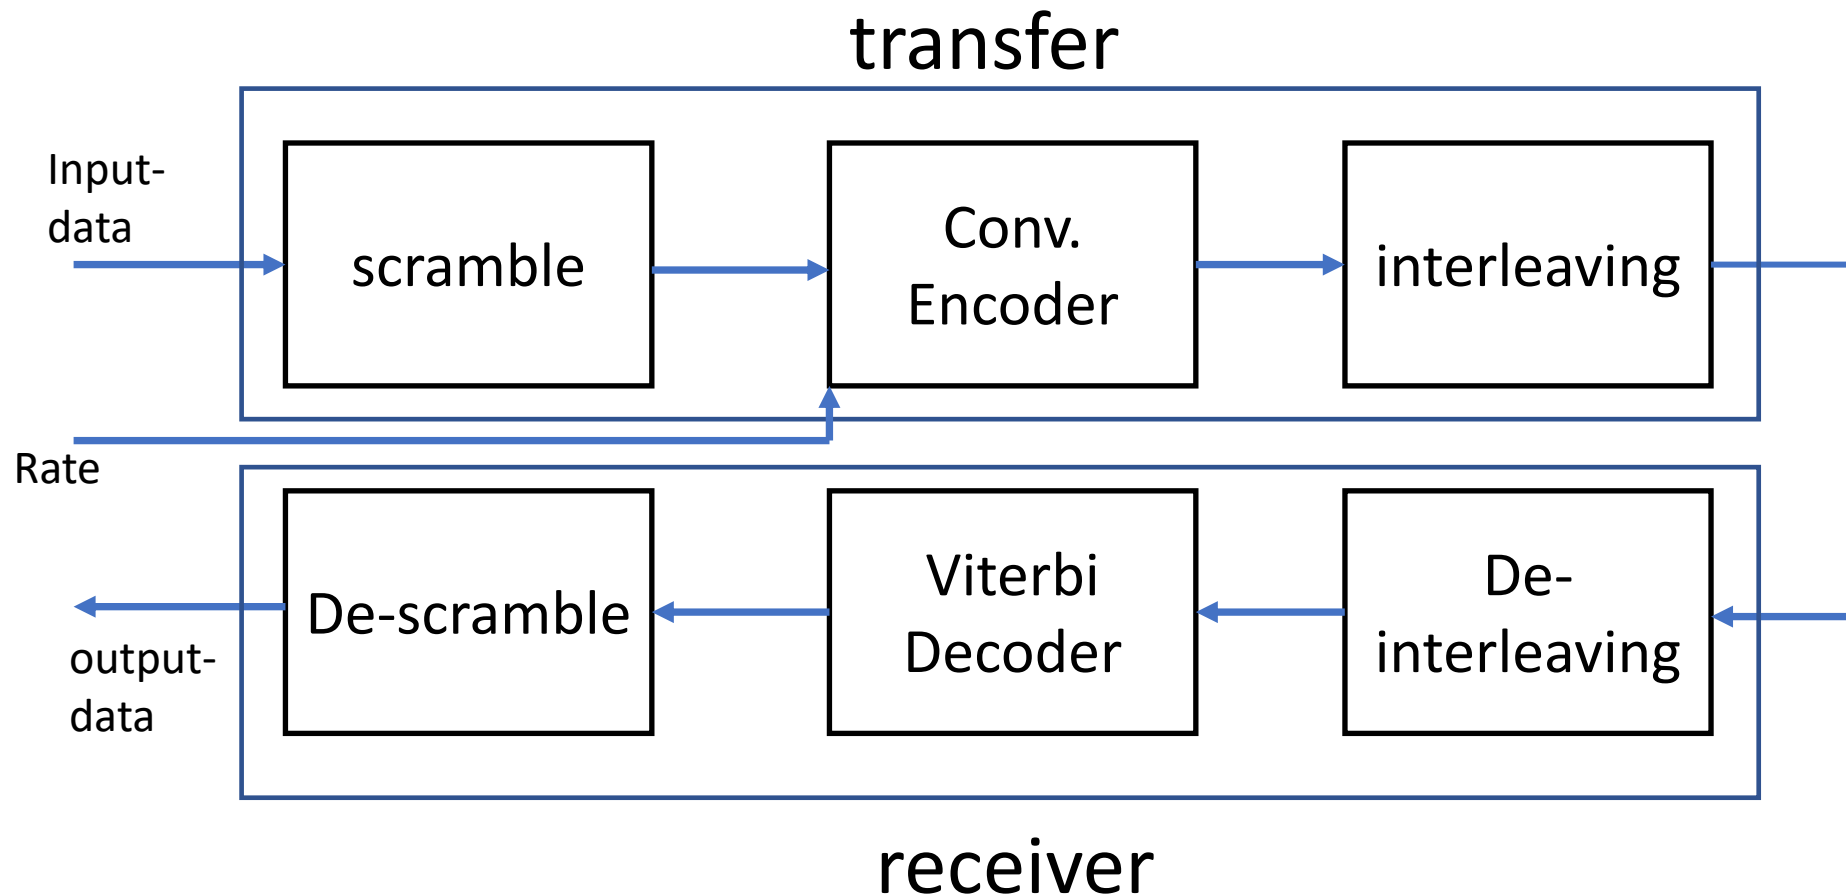 transfer
Input-
data
scramble
Conv.
Encoder
interleaving
Rate
De-scramble
Viterbi
Decoder
De-
interleaving
output-
data
receiver